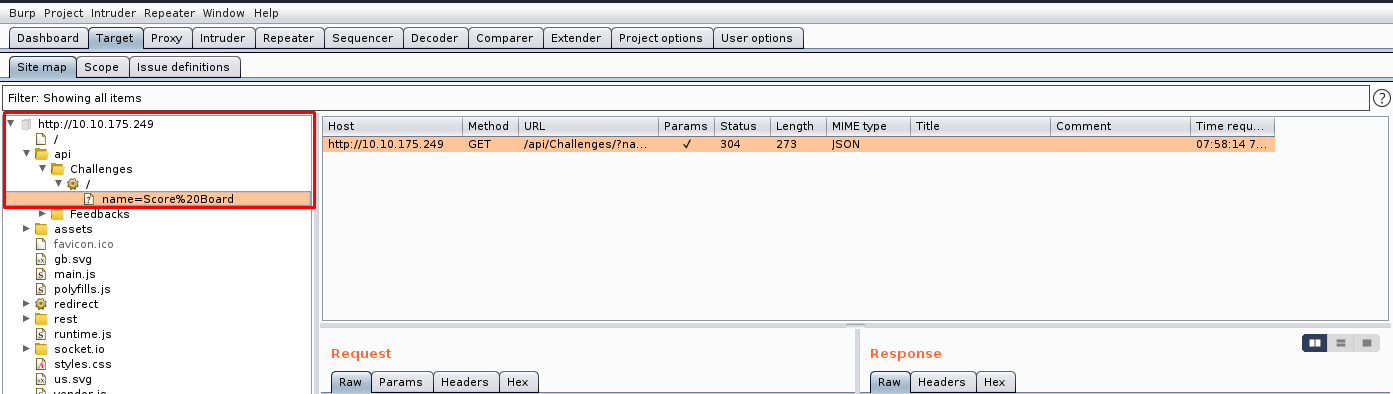 Burp Project Intruder Repeater Window Help
Dashboard Target Proxy Intruder Repeater Sequencer Decoder Comparer Extender Project options User options
Site map Scope Issue definitions
Filter: Showing all items ?
http://10.10.175.249
/
api
Challenges
/
name=Score%20Board
Feedbacks
assets
favicon.ico
gb.svg
main.js
polyfills.js
redirect
rest
runtime.js
socket.io
styles.css
us.svg
vendor.js
Host Method URL Params Status Length MIME type Title Comment Time requ...
http://10.10.175.249 GET /api/Challenges/?na... ✓ 304 273 JSON 07:58:14 7...
Request
Raw Params Headers Hex
Response
Raw Headers Hex